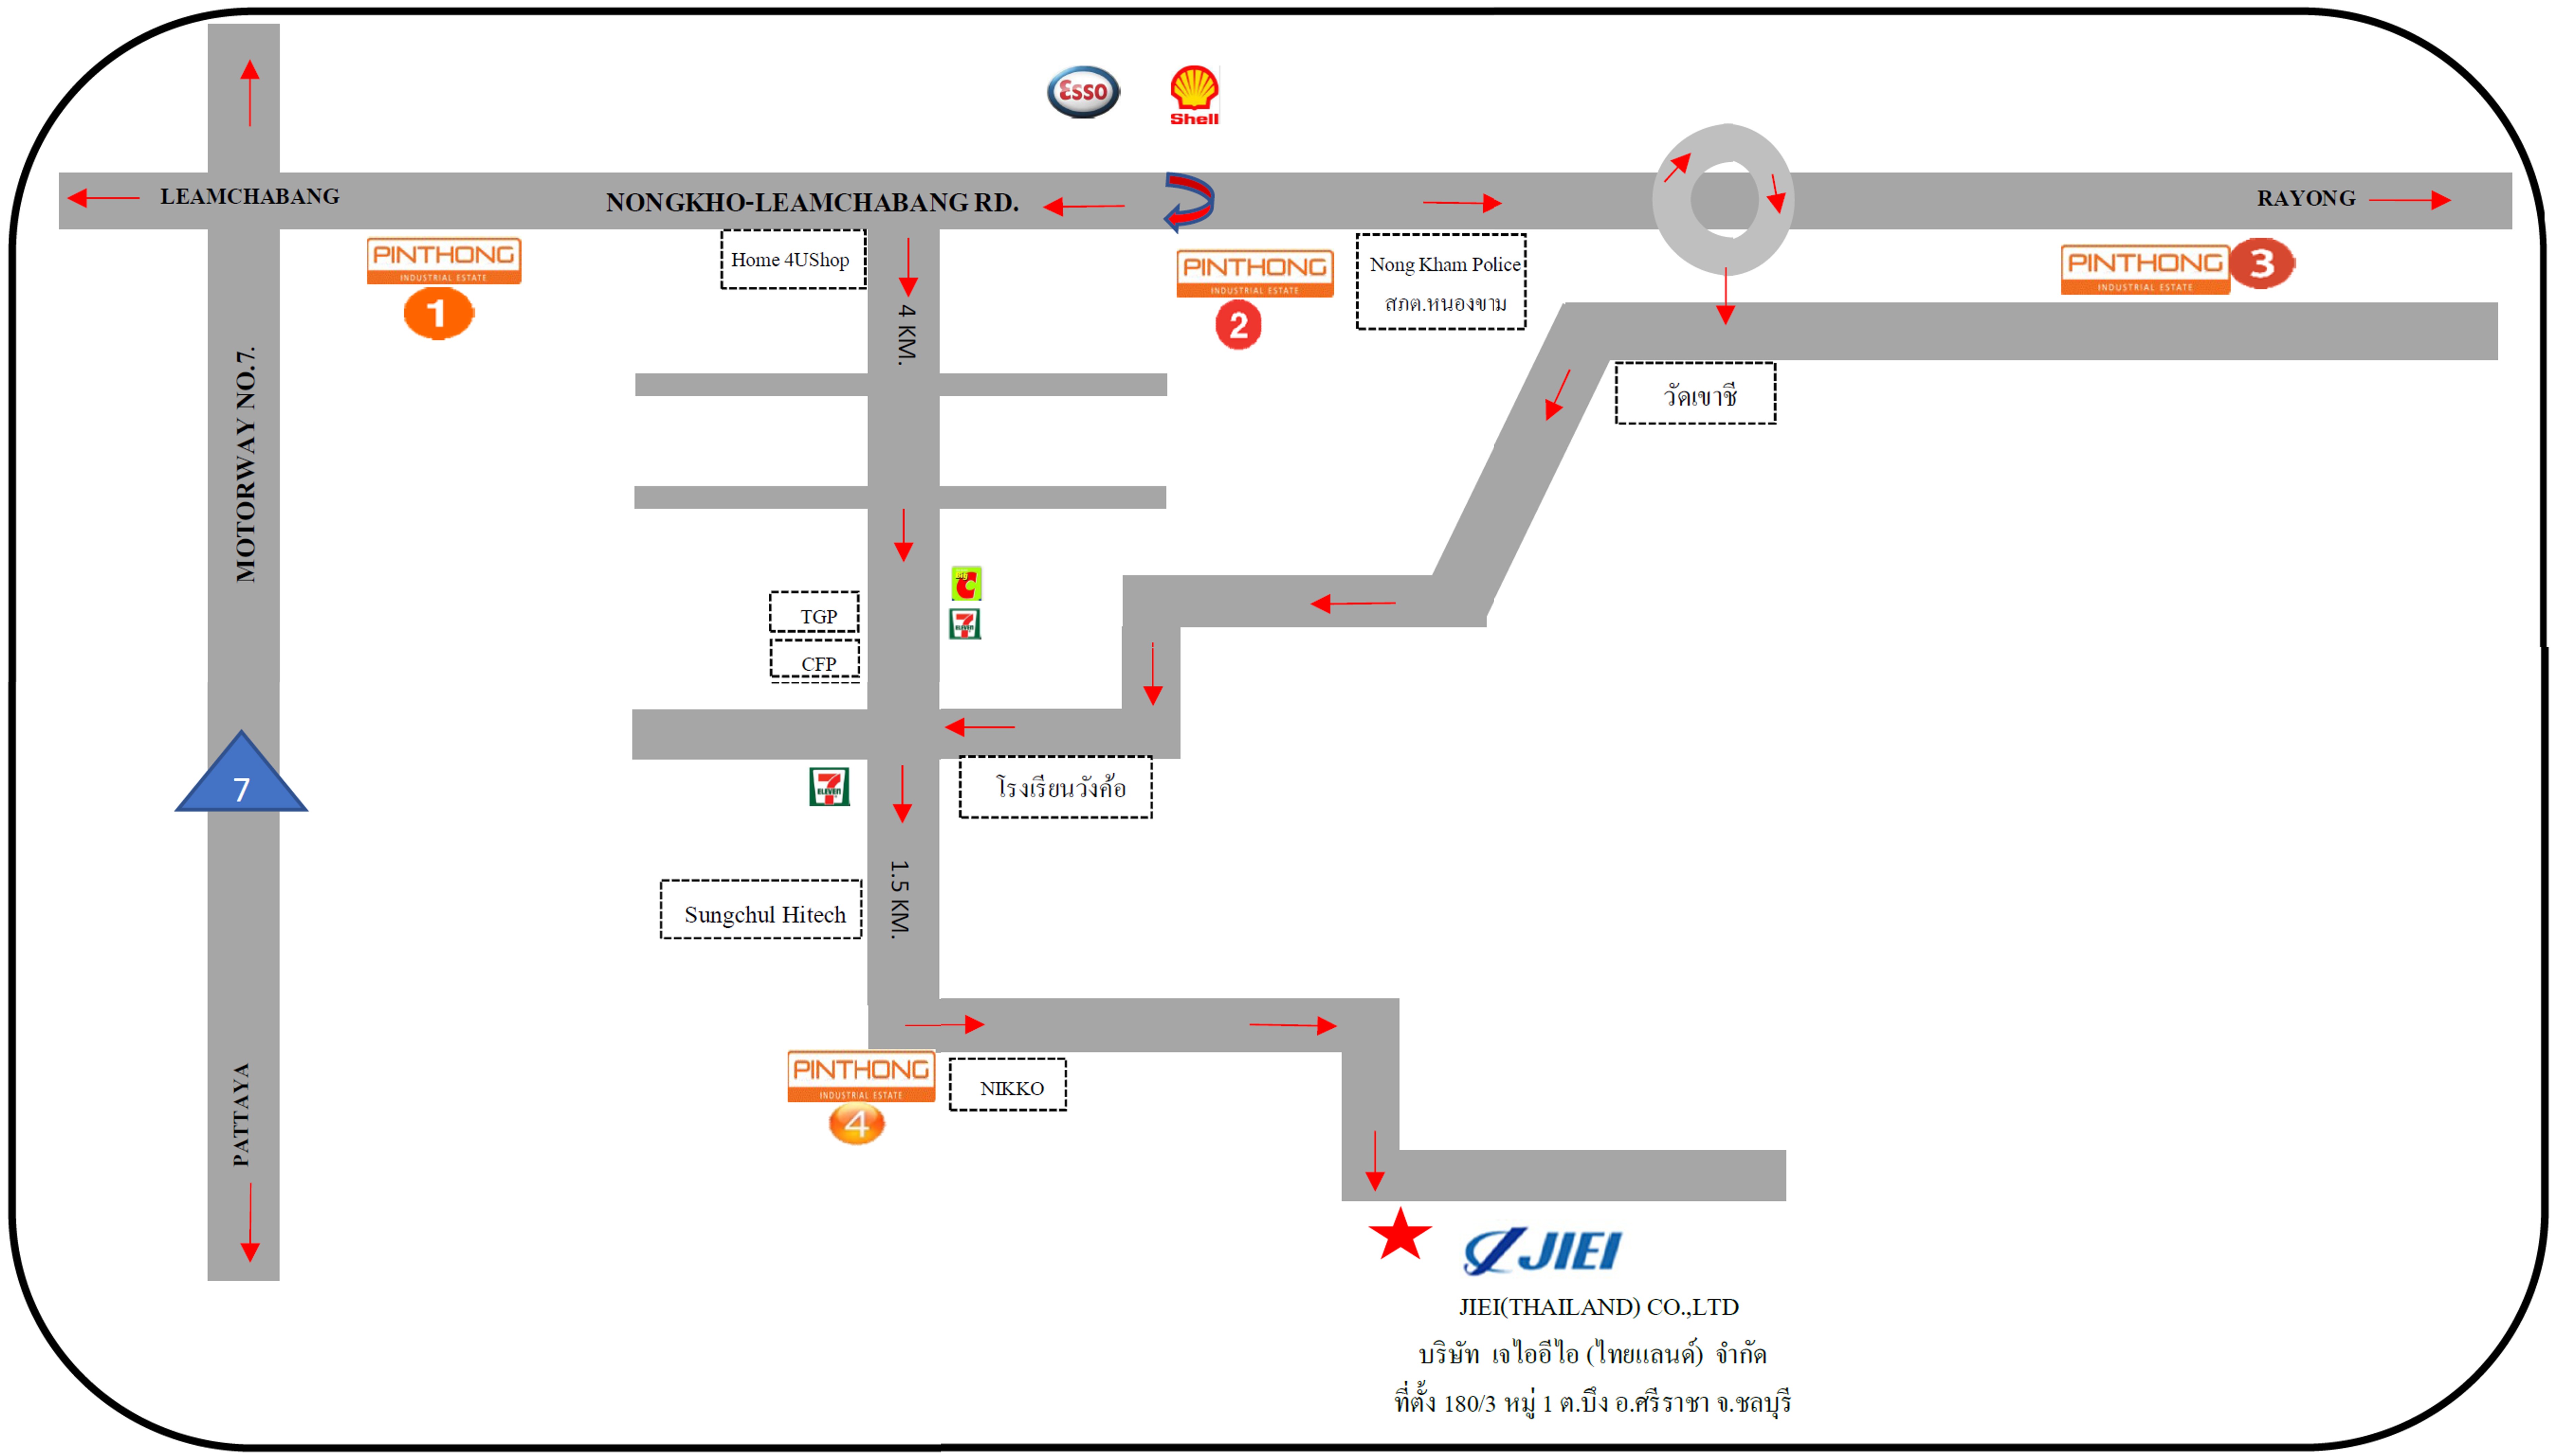 Esso
Shell
LEAMCHABANG
NONGKHO-LEAMCHABANG RD.
RAYONG
PINTHONG
INDUSTRIAL ESTATE
1
Home 4UShop
4 KM.
PINTHONG
INDUSTRIAL ESTATE
2
Nong Kham Police
สภต.หนองขาม
PINTHONG
INDUSTRIAL ESTATE
3
MOTORWAY NO.7.
วัดเขาชี
C
7
ELEVEN
TGP
CFP
7
7
ELEVEN
โรงเรียนวังค้อ
1.5 KM.
Sungchul Hitech
PINTHONG
INDUSTRIAL ESTATE
4
NIKKO
PATTAYA
JIEI
JIEI(THAILAND) CO.,LTD
บริษัท เจไออีไอ (ไทยแลนด์) จำกัด
ที่ตั้ง 180/3 หมู่ 1 ต.บึง อ.ศรีราชา จ.ชลบุรี